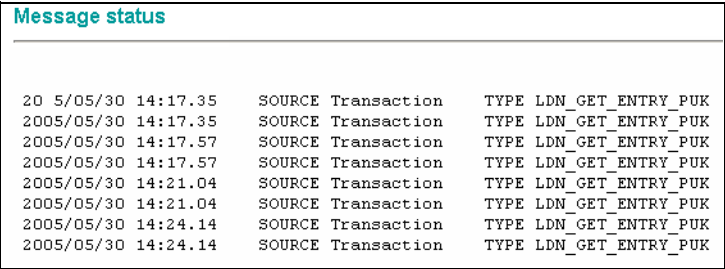 Message status
20 5/05/30 14:17.35 SOURCE Transaction TYPE LDN_GET_ENTRY_PUK
2005/05/30 14:17.35 SOURCE Transaction TYPE LDN_GET_ENTRY_PUK
2005/05/30 14:17.57 SOURCE Transaction TYPE LDN_GET_ENTRY_PUK
2005/05/30 14:17.57 SOURCE Transaction TYPE LDN_GET_ENTRY_PUK
2005/05/30 14:21.04 SOURCE Transaction TYPE LDN_GET_ENTRY_PUK
2005/05/30 14:21.04 SOURCE Transaction TYPE LDN_GET_ENTRY_PUK
2005/05/30 14:24.14 SOURCE Transaction TYPE LDN_GET_ENTRY_PUK
2005/05/30 14:24.14 SOURCE Transaction TYPE LDN_GET_ENTRY_PUK